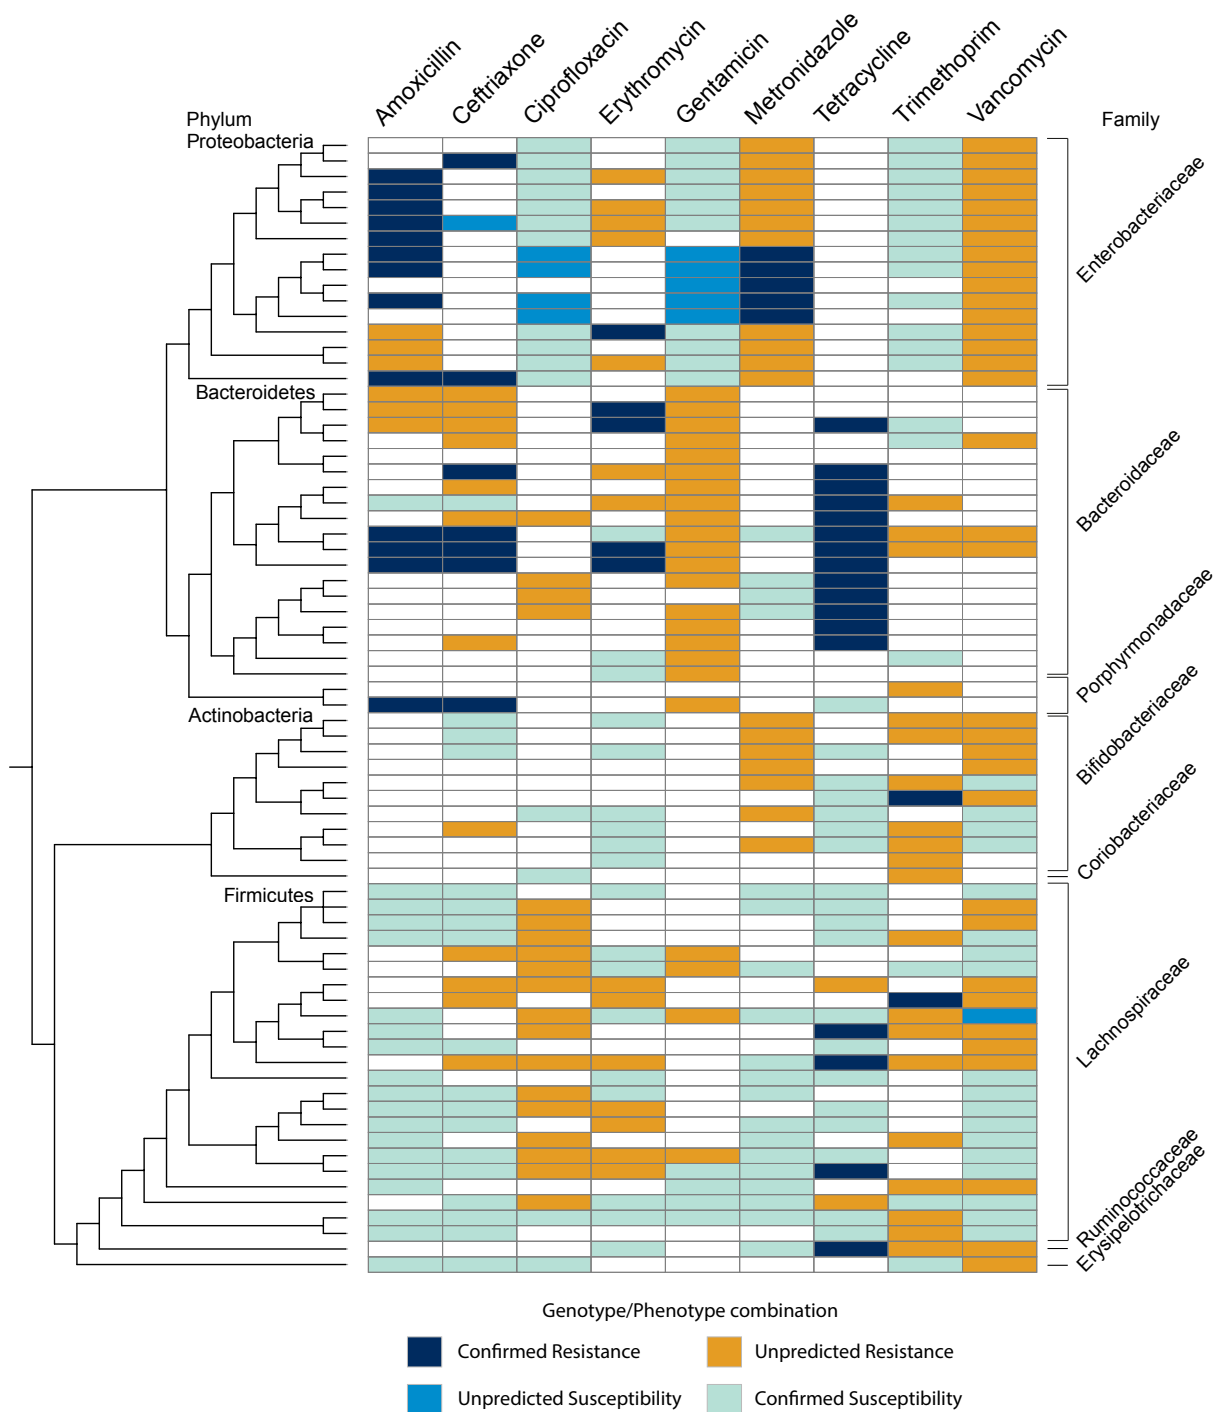 Amoxicillin
Ceftriaxone
Ciprofloxacin
Erythromycin
Gentamicin
Metronidazole
Tetracycline
Trimethoprim
Vancomycin
Phylum
Family
Proteobacteria
Enterobacteriaceae
Bacteroidetes
Bacteroidaceae
Porphyrmonadaceae
Actinobacteria
Bifidobacteriaceae
Coriobacteriaceae
Firmicutes
Lachnospiraceae
Ruminococcaceae
Erysipelotrichaceae
Genotype/Phenotype combination
Confirmed Resistance
Unpredicted Resistance
Unpredicted Susceptibility
Confirmed Susceptibility